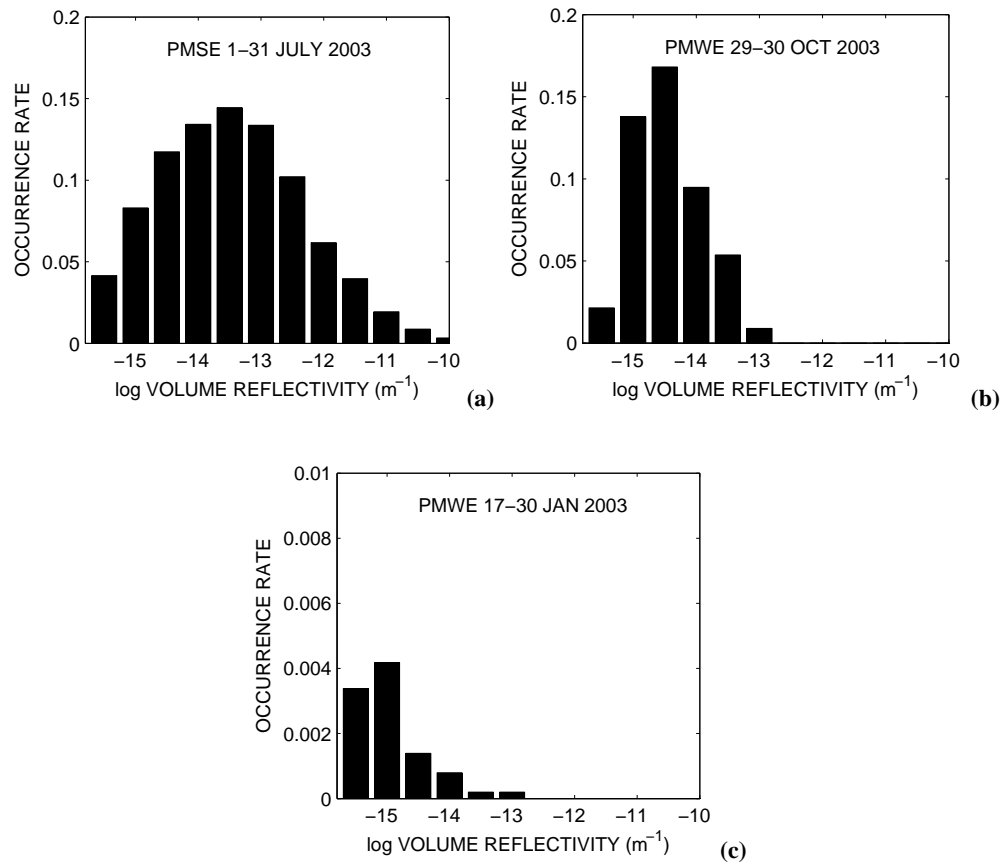 PMSE 1−31 JULY 2003
0.2
0.15
0.1
0.05
0
OCCURRENCE RATE
−15 −14 −13 −12 −11 −10
log VOLUME REFLECTIVITY (m⁻¹)
(a)
PMWE 29−30 OCT 2003
0.2
0.15
0.1
0.05
0
OCCURRENCE RATE
−15 −14 −13 −12 −11 −10
log VOLUME REFLECTIVITY (m⁻¹)
(b)
PMWE 17−30 JAN 2003
0.01
0.008
0.006
0.004
0.002
0
OCCURRENCE RATE
−15 −14 −13 −12 −11 −10
log VOLUME REFLECTIVITY (m⁻¹)
(c)